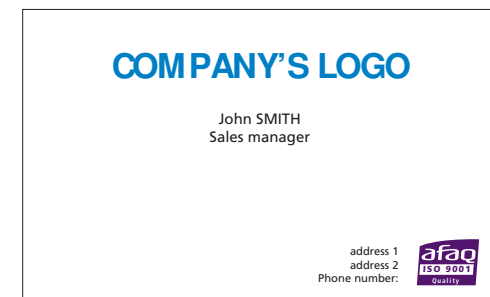 COMPANY'S LOGO
John SMITH
Sales manager
address 1
address 2
Phone number:
afaq
ISO 9001
Quality